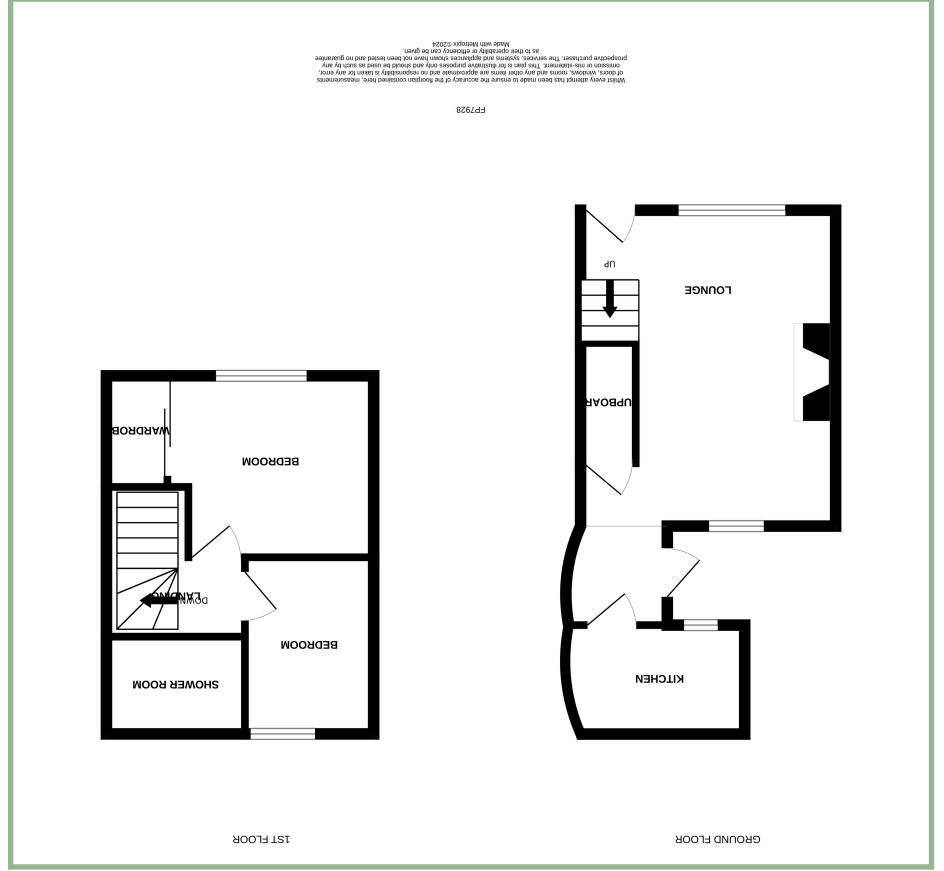 GROUND FLOOR
1ST FLOOR
KITCHEN
LOUNGE
UPBOAR
UP
SHOWER ROOM
BEDROOM
LANDING
DOWN
BEDROOM
WARDROB
FP7928
Whilst every attempt has been made to ensure the accuracy of the floorplan contained here, measurements
of doors, windows, rooms and any other items are approximate and no responsibility is taken for any error,
omission or mis-statement. This plan is for illustrative purposes only and should be used as such by any
prospective purchaser. The services, systems and appliances shown have not been tested and no guarantee
as to their operability or efficiency can be given.
Made with Metropix ©2024